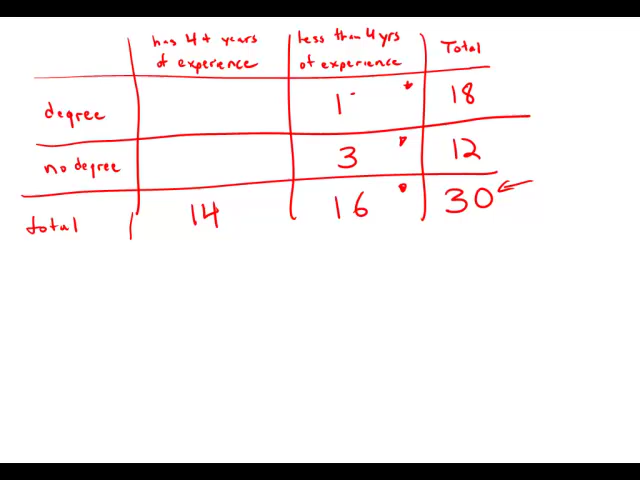 has 4+ years of experience
less than 4 yrs of experience
Total
degree
1
18
no degree
3
12
total
14
16
30